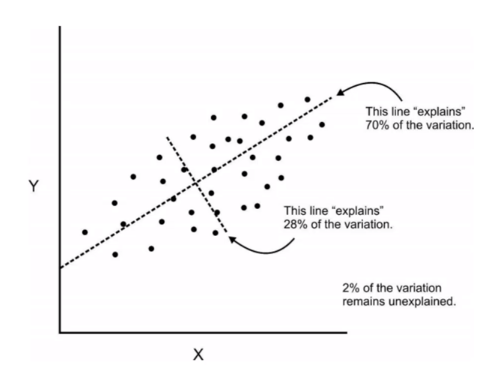 This line “explains”
70% of the variation.
Y
This line “explains”
28% of the variation.
2% of the variation
remains unexplained.
X